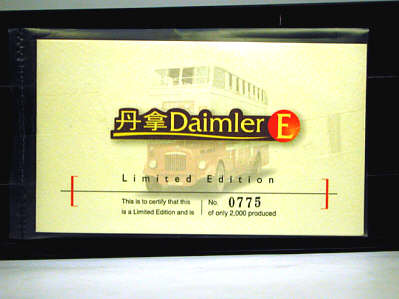 丹拿Daimler E
Limited Edition
This is to certify that this
is a Limited Edition and is
No. 0775
of only 2,000 produced